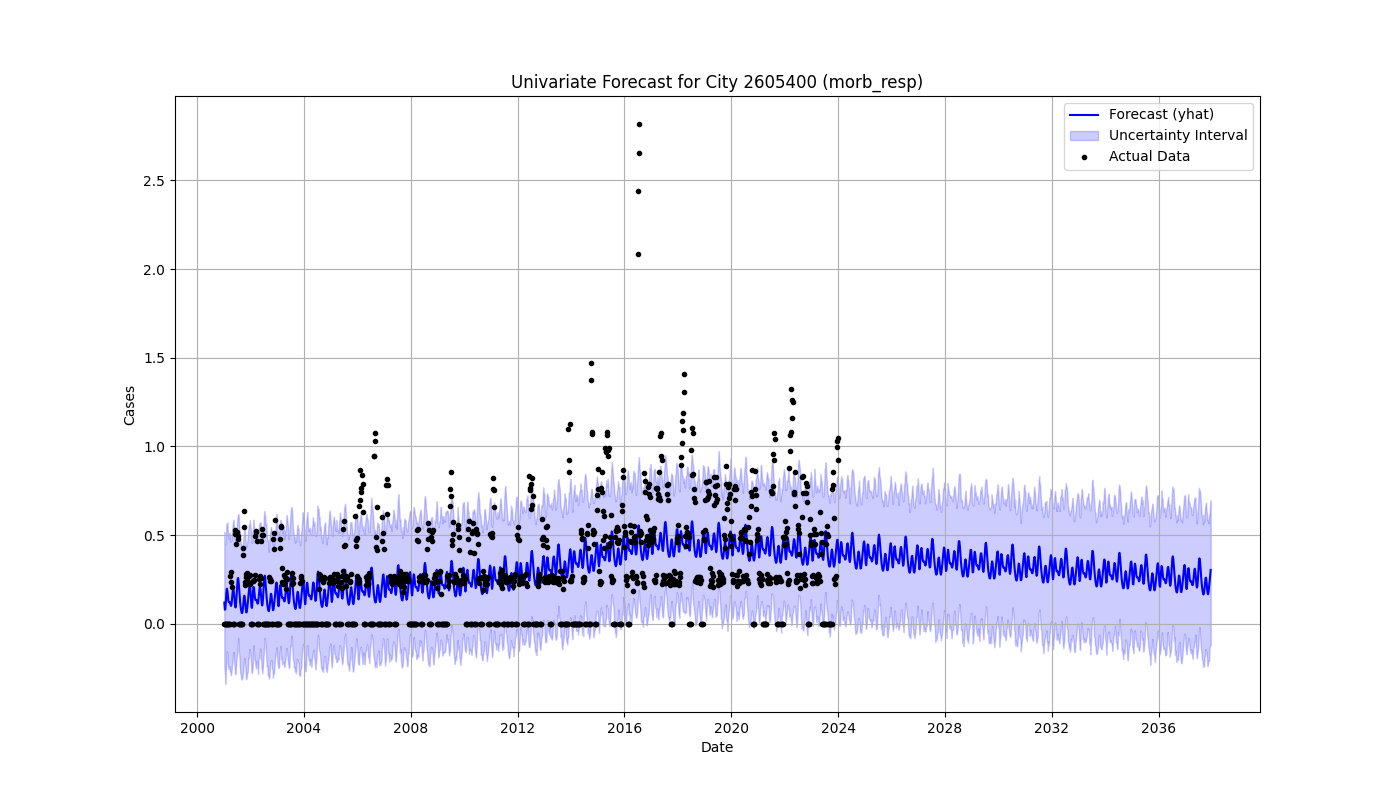 Univariate Forecast for City 2605400 (morb_resp)
Forecast (yhat)
Uncertainty Interval
Actual Data
Cases
2.5
2.0
1.5
1.0
0.5
0.0
2000 2004 2008 2012 2016 2020 2024 2028 2032 2036
Date